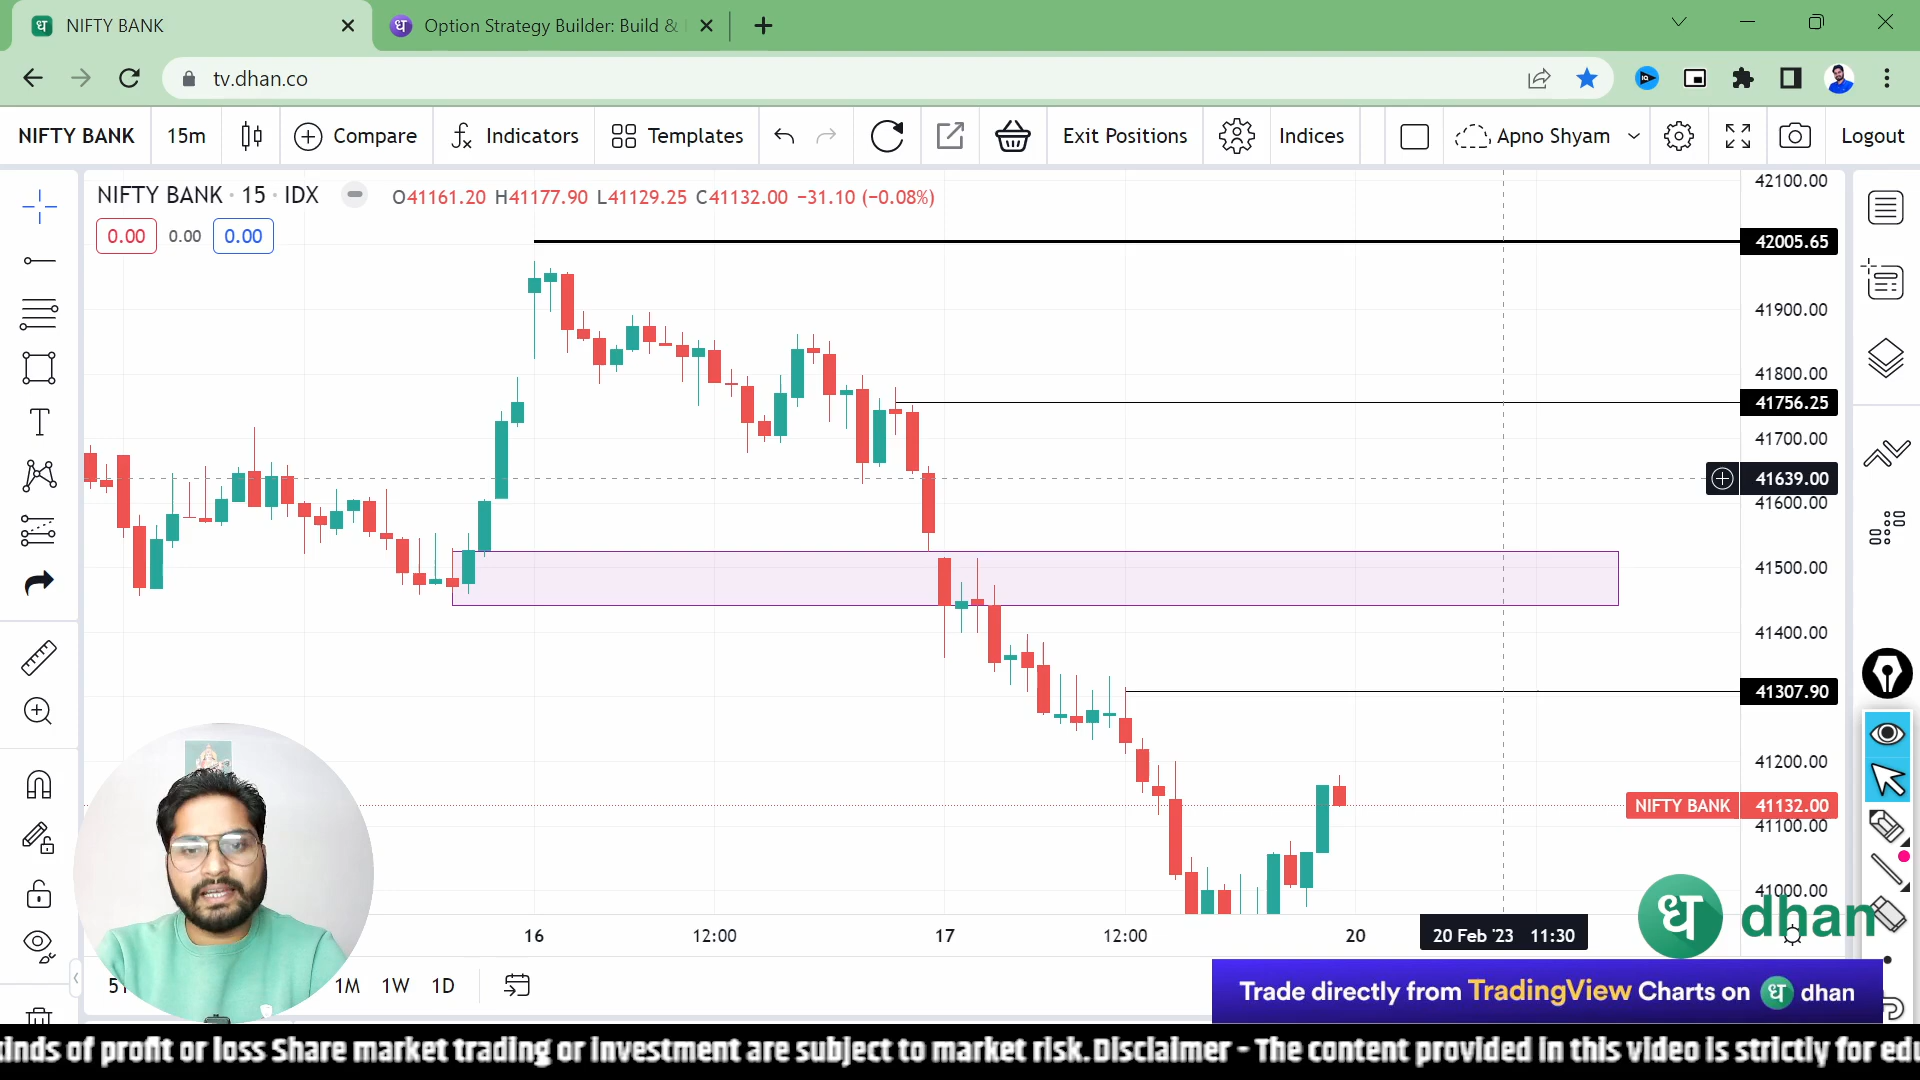 NIFTY BANK
Option Strategy Builder: Build &
tv.dhan.co
NIFTY BANK 15m Compare Indicators Templates Exit Positions Indices Apno Shyam Logout
NIFTY BANK · 15 · IDX O41161.20 H41177.90 L41129.25 C41132.00 −31.10 (−0.08%)
0.00 0.00 0.00
42100.00
42005.65
41900.00
41800.00
41756.25
41700.00
41639.00
41600.00
41500.00
41400.00
41307.90
41200.00
NIFTY BANK 41132.00
41100.00
41000.00
16 12:00 17 12:00 20 20 Feb '23 11:30
ध dhan
1M 1W 1D
Trade directly from TradingView Charts on ध dhan
kinds of profit or loss Share market trading or investment are subject to market risk. Disclaimer - The content provided in this video is strictly for edu